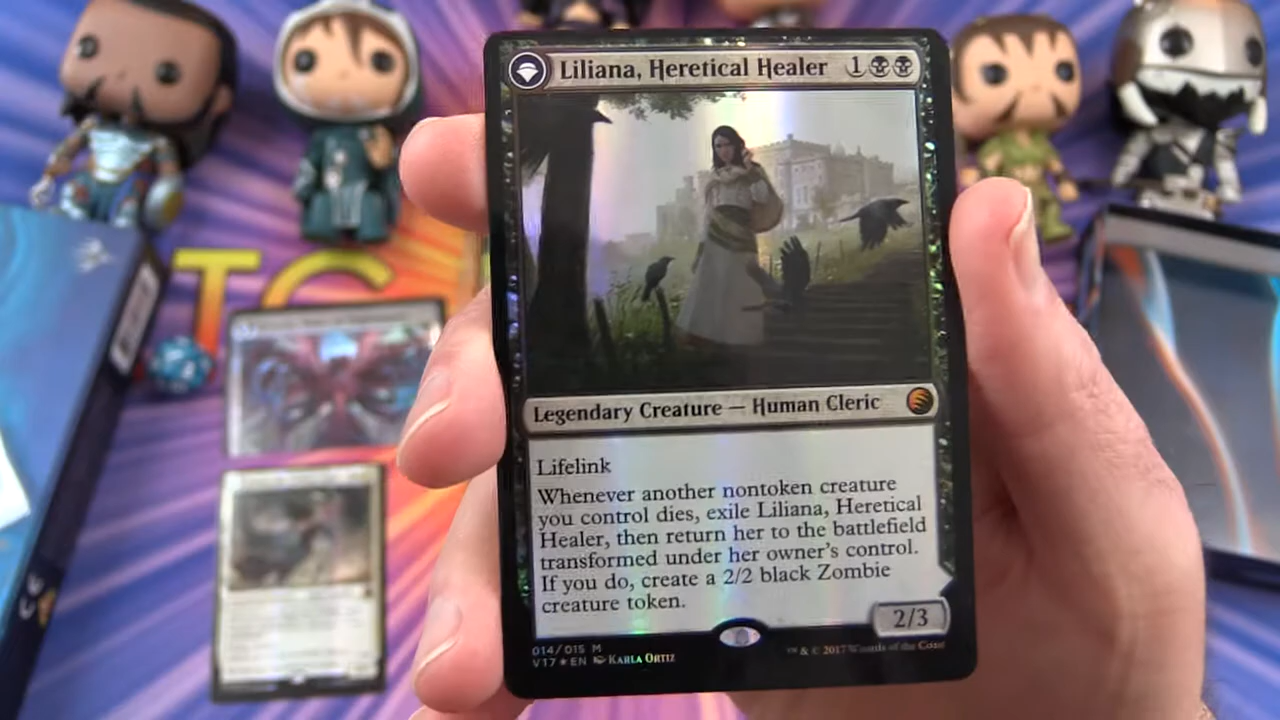 Liliana, Heretical Healer 1
Legendary Creature — Human Cleric
Lifelink
Whenever another nontoken creature
you control dies, exile Liliana, Heretical
Healer, then return her to the battlefield
transformed under her owner's control.
If you do, create a 2/2 black Zombie
creature token.
2/3
014/015 M
V17★EN KARLA ORTIZ
™ & © 2017 Wizards of the Coast
TC